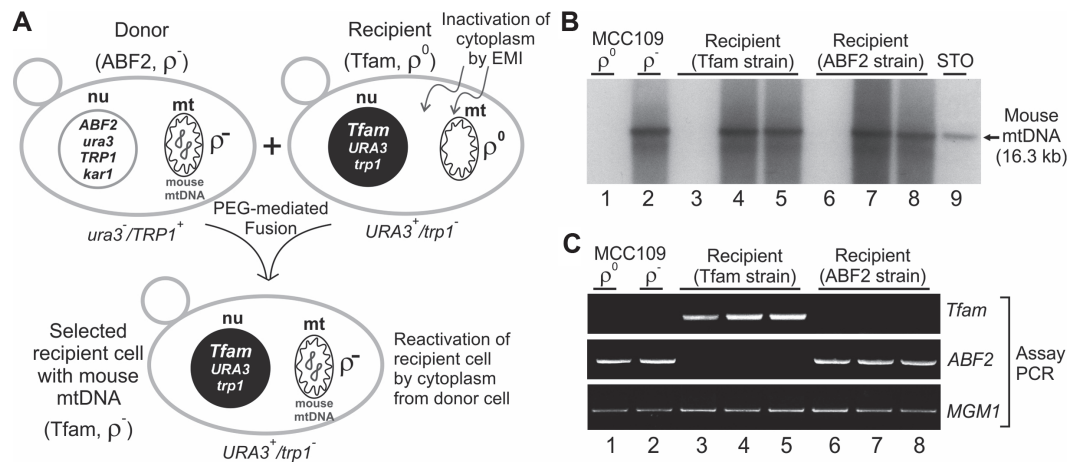 A
Donor
(ABF2, ρ⁻)
nu
ABF2
ura3
TRP1
kar1
mt
ρ⁻
mouse
mtDNA
ura3⁻/TRP1⁺
+
Recipient
(Tfam, ρ⁰)
Inactivation of
cytoplasm
by EMI
nu
Tfam
URA3
trp1
mt
ρ⁰
URA3⁺/trp1⁻
PEG-mediated
Fusion
Selected
recipient cell
with mouse
mtDNA
(Tfam, ρ⁻)
nu
Tfam
URA3
trp1
mt
ρ⁻
mouse
mtDNA
URA3⁺/trp1⁻
Reactivation of
recipient cell
by cytoplasm
from donor cell
B
MCC109
ρ⁰ ρ⁻
Recipient
(Tfam strain)
Recipient
(ABF2 strain)
STO
Mouse
mtDNA
(16.3 kb)
1 2 3 4 5 6 7 8 9
C
MCC109
ρ⁰ ρ⁻
Recipient
(Tfam strain)
Recipient
(ABF2 strain)
Tfam
ABF2
MGM1
Assay
PCR
1 2 3 4 5 6 7 8